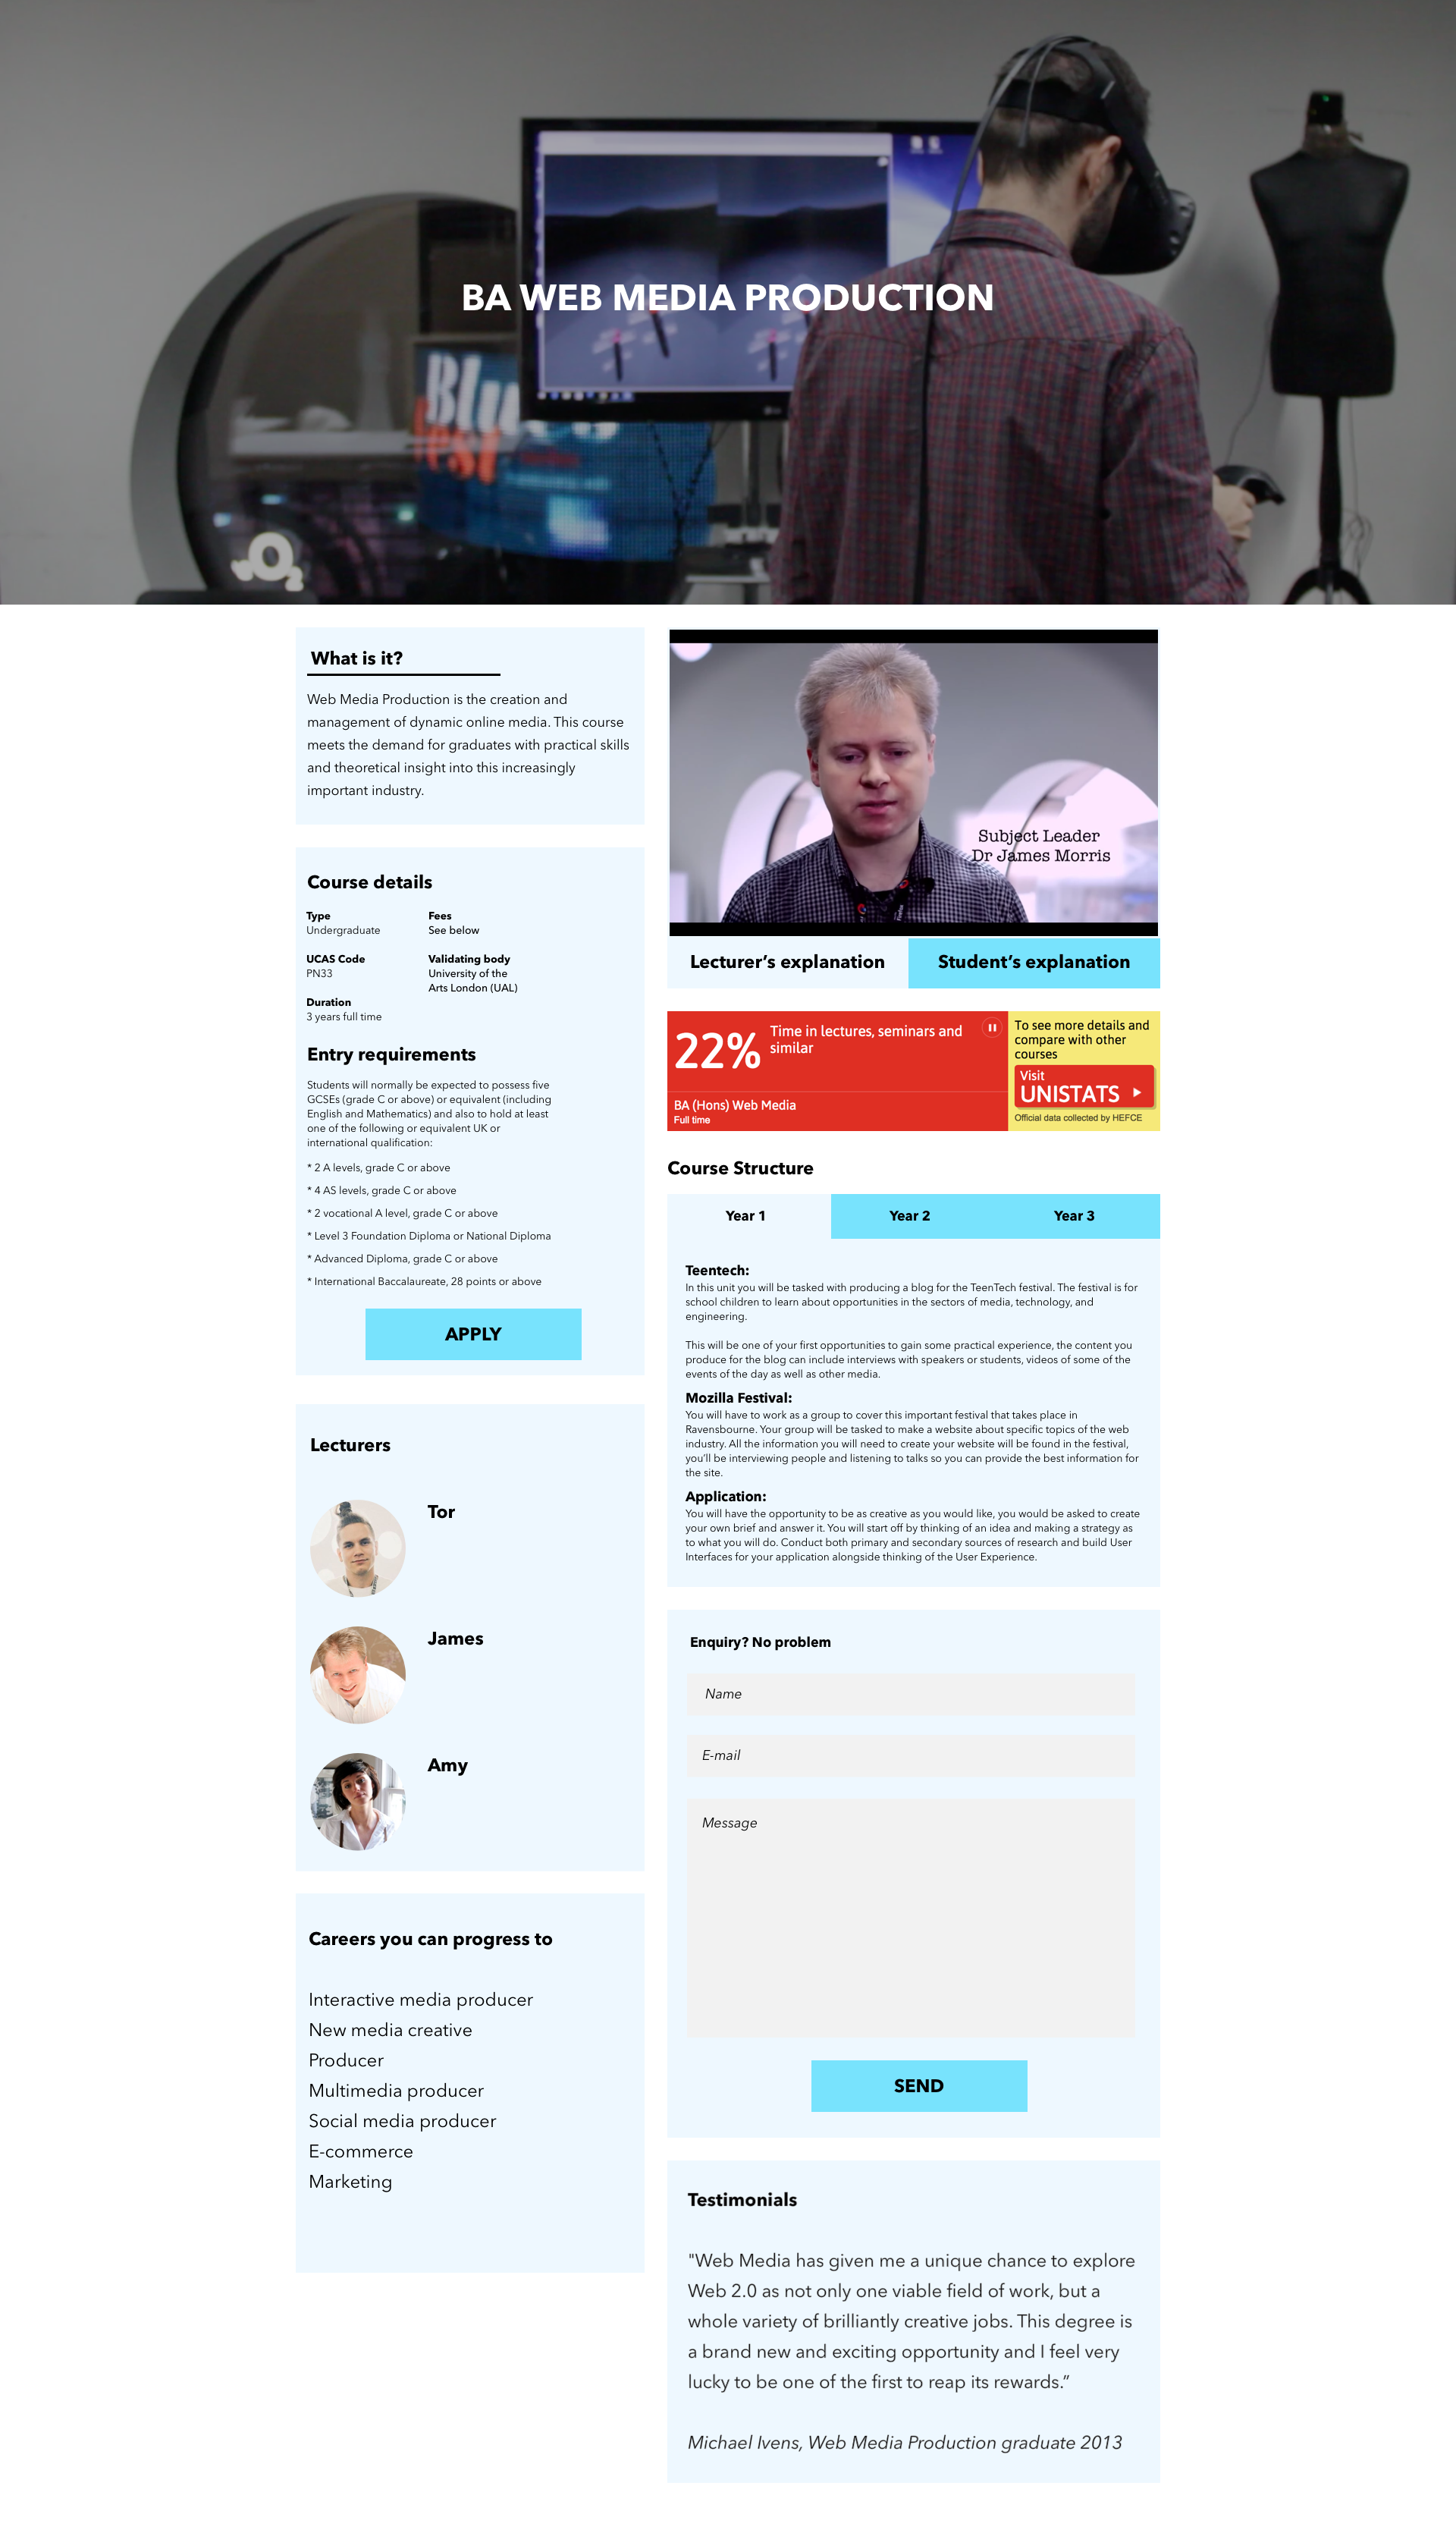 BA WEB MEDIA PRODUCTION
O2
What is it?
Web Media Production is the creation and
management of dynamic online media. This course
meets the demand for graduates with practical skills
and theoretical insight into this increasingly
important industry.
Course details
Type
Undergraduate
UCAS Code
PN33
Duration
3 years full time
Fees
See below
Validating body
University of the
Arts London (UAL)
Entry requirements
Students will normally be expected to possess five
GCSEs (grade C or above) or equivalent (including
English and Mathematics) and also to hold at least
one of the following or equivalent UK or
international qualification:
* 2 A levels, grade C or above
* 4 AS levels, grade C or above
* 2 vocational A level, grade C or above
* Level 3 Foundation Diploma or National Diploma
* Advanced Diploma, grade C or above
* International Baccalaureate, 28 points or above
APPLY
Lecturers
Tor
James
Amy
Careers you can progress to
Interactive media producer
New media creative
Producer
Multimedia producer
Social media producer
E-commerce
Marketing
Subject Leader
Dr James Morris
Lecturer’s explanation
Student’s explanation
22%
Time in lectures, seminars and
similar
BA (Hons) Web Media
Full time
To see more details and
compare with other
courses
Visit
UNISTATS
Official data collected by HEFCE
Course Structure
Year 1
Year 2
Year 3
Teentech:
In this unit you will be tasked with producing a blog for the TeenTech festival. The festival is for
school children to learn about opportunities in the sectors of media, technology, and
engineering.
This will be one of your first opportunities to gain some practical experience, the content you
produce for the blog can include interviews with speakers or students, videos of some of the
events of the day as well as other media.
Mozilla Festival:
You will have to work as a group to cover this important festival that takes place in
Ravensbourne. Your group will be tasked to make a website about specific topics of the web
industry. All the information you will need to create your website will be found in the festival,
you’ll be interviewing people and listening to talks so you can provide the best information for
the site.
Application:
You will have the opportunity to be as creative as you would like, you would be asked to create
your own brief and answer it. You will start off by thinking of an idea and making a strategy as
to what you will do. Conduct both primary and secondary sources of research and build User
Interfaces for your application alongside thinking of the User Experience.
Enquiry? No problem
Name
E-mail
Message
SEND
Testimonials
"Web Media has given me a unique chance to explore
Web 2.0 as not only one viable field of work, but a
whole variety of brilliantly creative jobs. This degree is
a brand new and exciting opportunity and I feel very
lucky to be one of the first to reap its rewards.”
Michael Ivens, Web Media Production graduate 2013